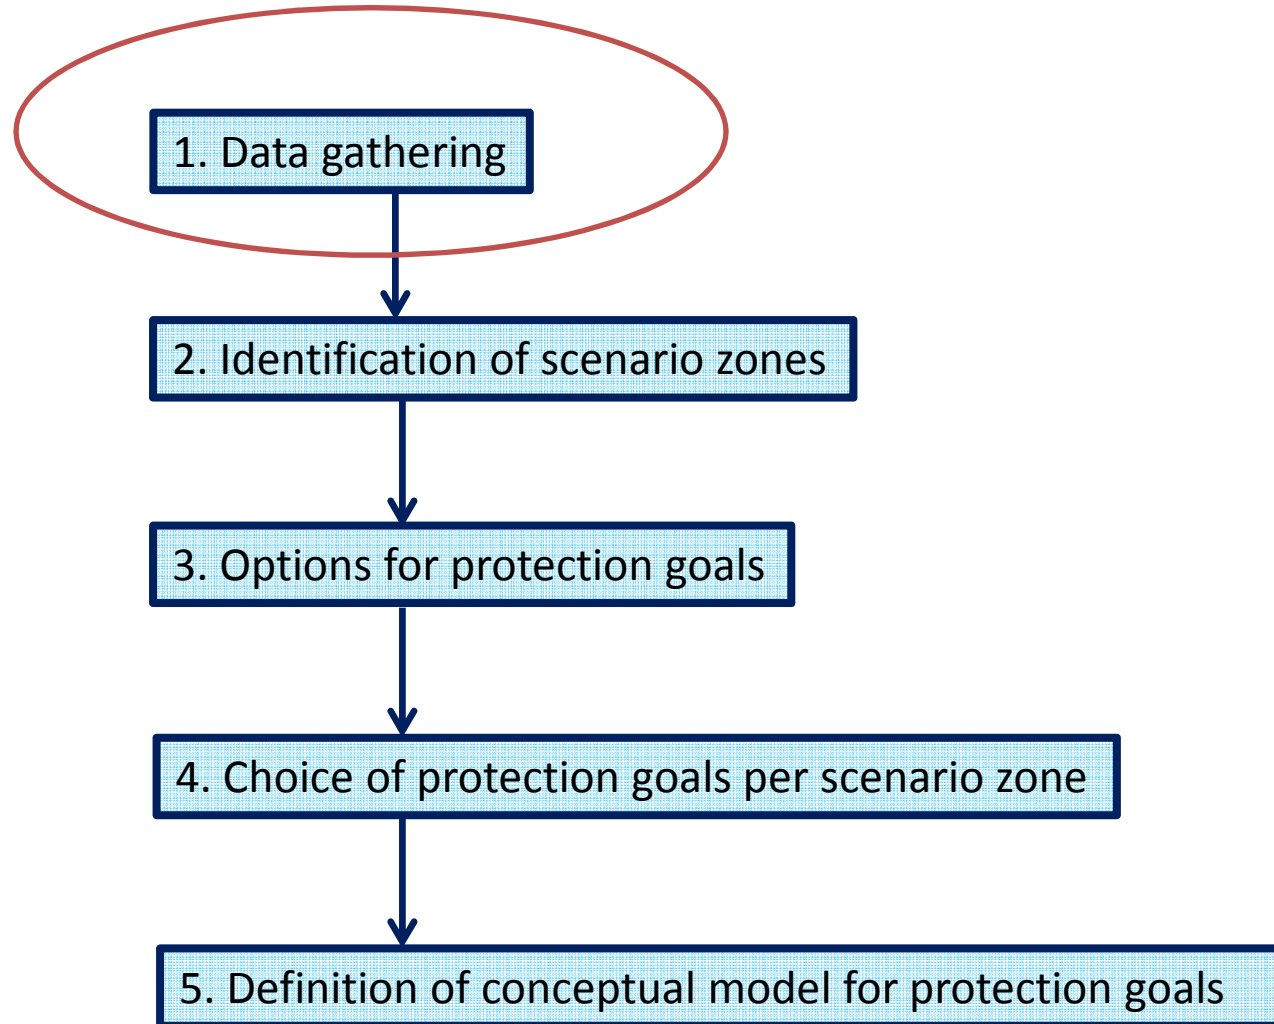 1. Data gathering
2. Identification of scenario zones
3. Options for protection goals
4. Choice of protection goals per scenario zone
5. Definition of conceptual model for protection goals